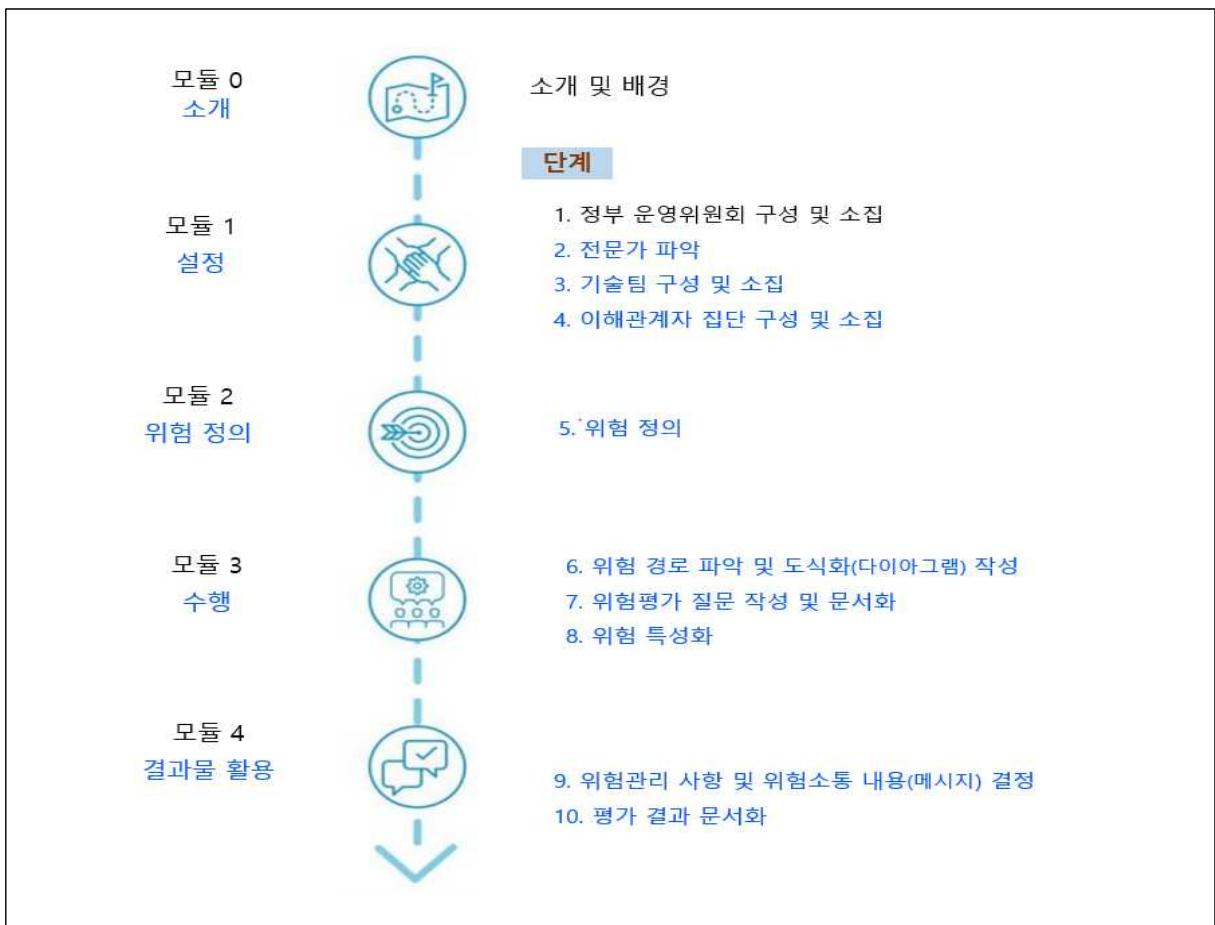 모듈 0
소개
소개 및 배경
단계
모듈 1
설정
1. 정부 운영위원회 구성 및 소집
2. 전문가 파악
3. 기술팀 구성 및 소집
4. 이해관계자 집단 구성 및 소집
모듈 2
위험 정의
5. 위험 정의
모듈 3
수행
6. 위험 경로 파악 및 도식화(다이아그램) 작성
7. 위험평가 질문 작성 및 문서화
8. 위험 특성화
모듈 4
결과물 활용
9. 위험관리 사항 및 위험소통 내용(메시지) 결정
10. 평가 결과 문서화